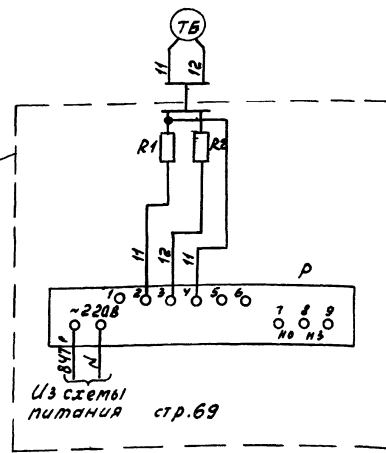 ТБ
11 12
R1 R2
11 12 11
P
1 2 3 4 5 6
~220В
7 8 9
НО НЗ
847Р N
Из схемы
питания стр.69